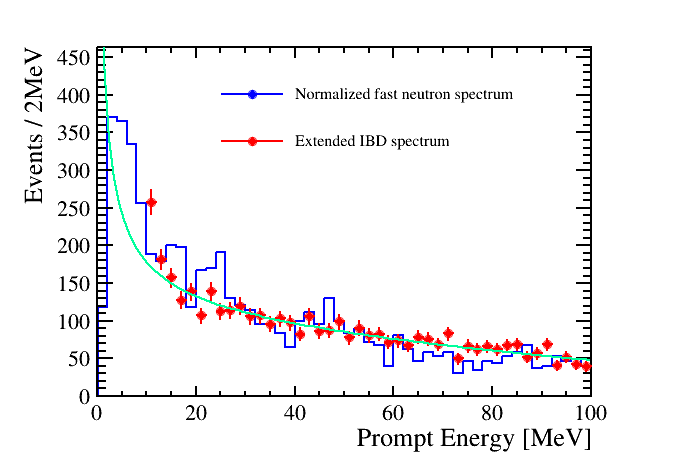 Events / 2MeV
450
400
350
300
250
200
150
100
50
0
Normalized fast neutron spectrum
Extended IBD spectrum
0 20 40 60 80 100
Prompt Energy [MeV]